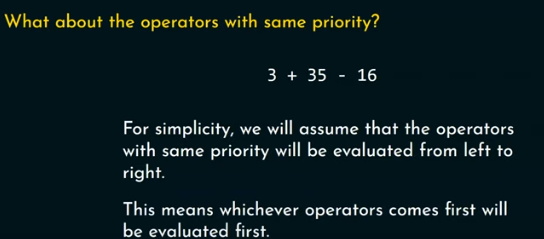 What about the operators with same priority?
3 + 35 - 16
For simplicity, we will assume that the operators
with same priority will be evaluated from left to
right.
This means whichever operators comes first will
be evaluated first.